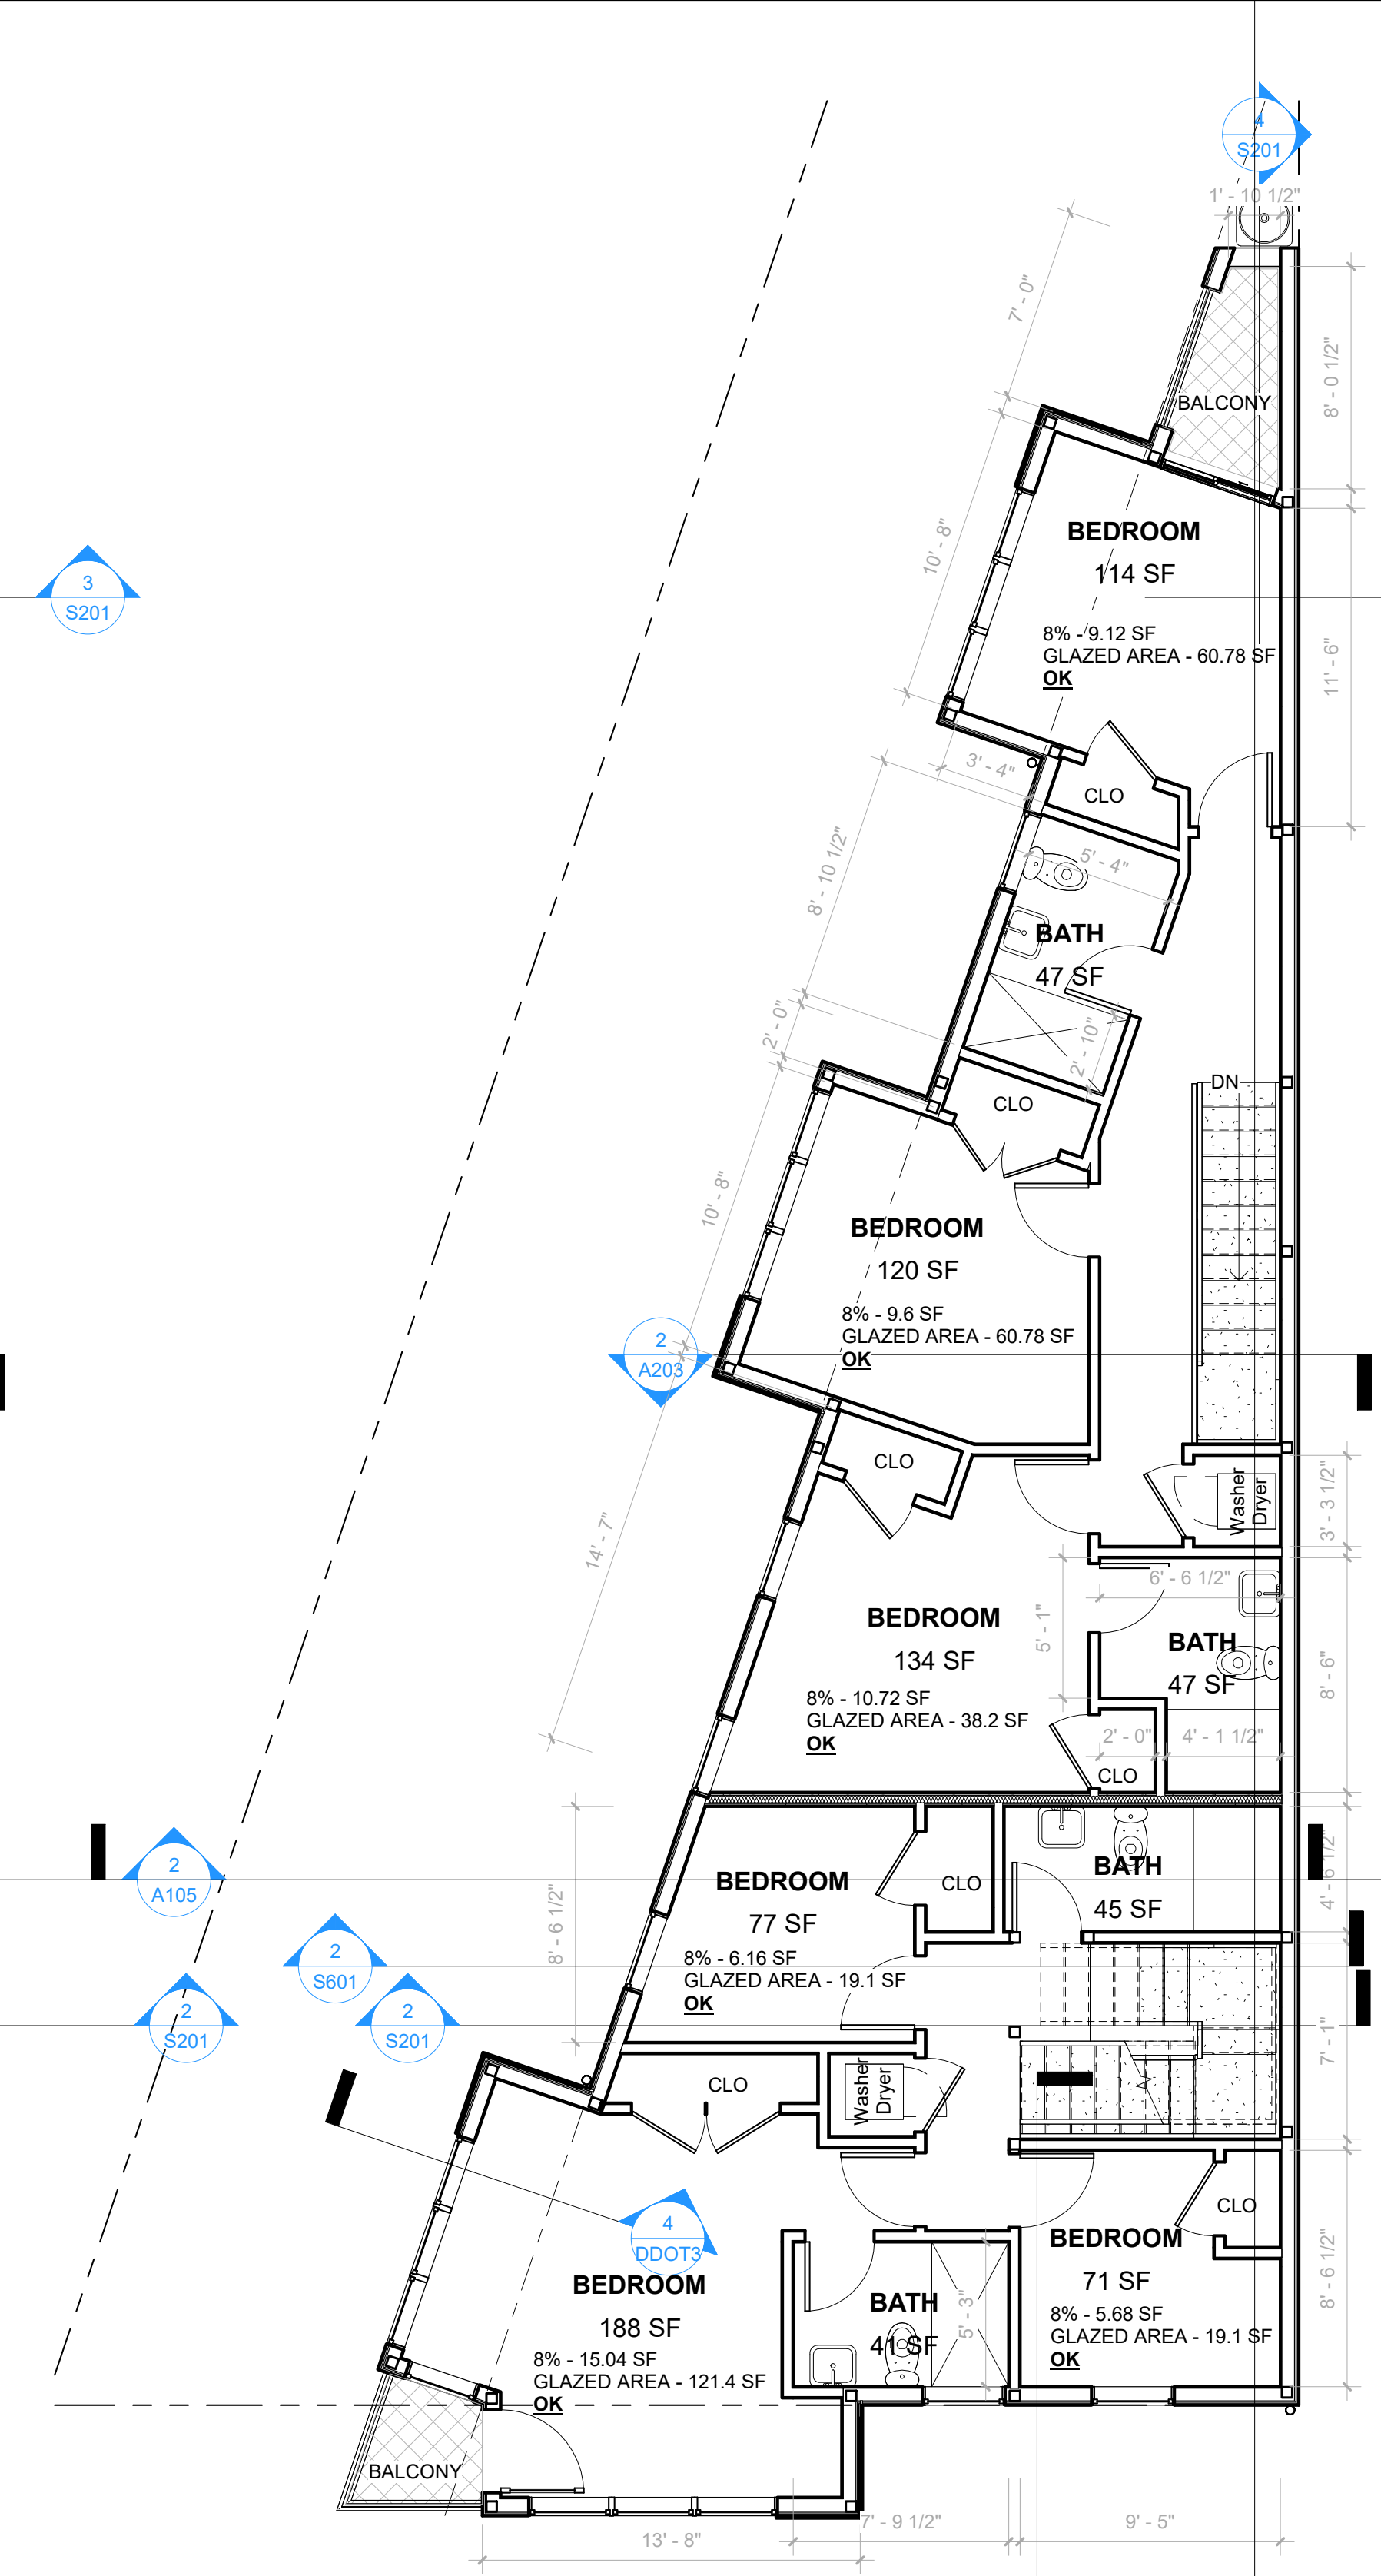 4
S201
1' - 10 1/2"
7' - 0"
8' - 0 1/2"
BALCONY
10' - 8"
BEDROOM
114 SF
3
S201
8% - 9.12 SF
GLAZED AREA - 60.78 SF
OK
11' - 6"
3' - 4"
CLO
8' - 10 1/2"
5' - 4"
BATH
47 SF
2' - 0"
2' - 10"
DN
CLO
10' - 8"
BEDROOM
120 SF
8% - 9.6 SF
GLAZED AREA - 60.78 SF
OK
2
A203
CLO
Washer
Dryer
3' - 3 1/2"
14' - 7"
6' - 6 1/2"
5' - 1"
BEDROOM
134 SF
BATH
47 SF
8' - 6"
8% - 10.72 SF
GLAZED AREA - 38.2 SF
OK
2' - 0"
4' - 1 1/2"
CLO
2
A105
BEDROOM
77 SF
CLO
BATH
45 SF
4' - 6 1/2"
8' - 6 1/2"
8% - 6.16 SF
GLAZED AREA - 19.1 SF
OK
2
S601
2
S201
2
S201
7' - 1"
CLO
Washer
Dryer
4
DDOT3
CLO
BEDROOM
71 SF
8% - 5.68 SF
GLAZED AREA - 19.1 SF
OK
8' - 6 1/2"
BEDROOM
188 SF
8% - 15.04 SF
GLAZED AREA - 121.4 SF
OK
BATH
41 SF
5' - 3"
BALCONY
13' - 8"
7' - 9 1/2"
9' - 5"